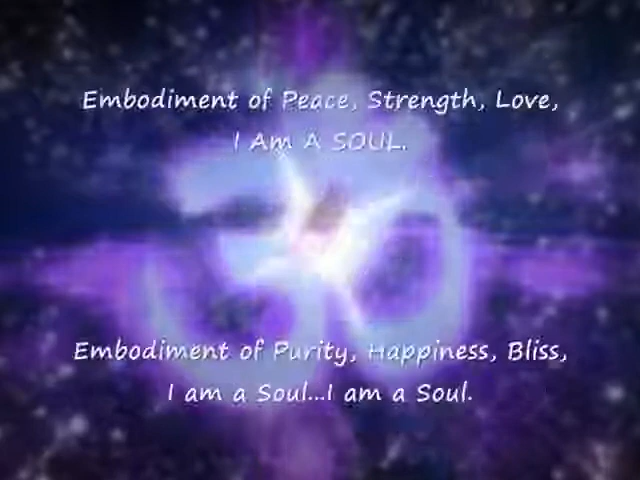 Embodiment of Peace, Strength, Love,
I Am A SOUL.
Embodiment of Purity, Happiness, Bliss,
I am a Soul...I am a Soul.